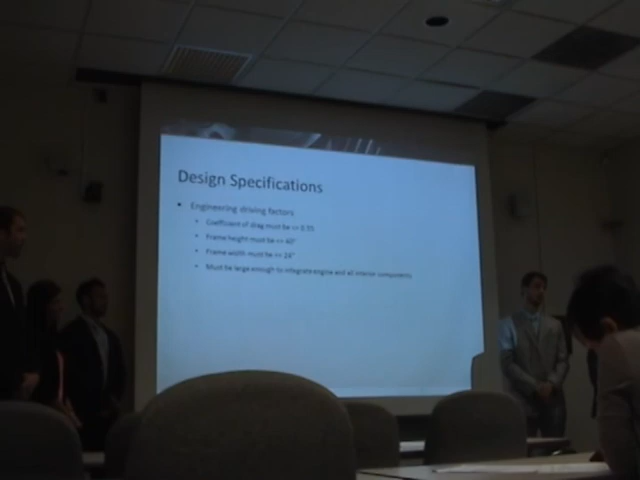 Design Specifications
• Engineering driving factors
• Coefficient of drag must be <= 0.35
• Frame height must be <= 60"
• Frame width must be <= 24"
• Must be large enough to integrate engine and all interior components